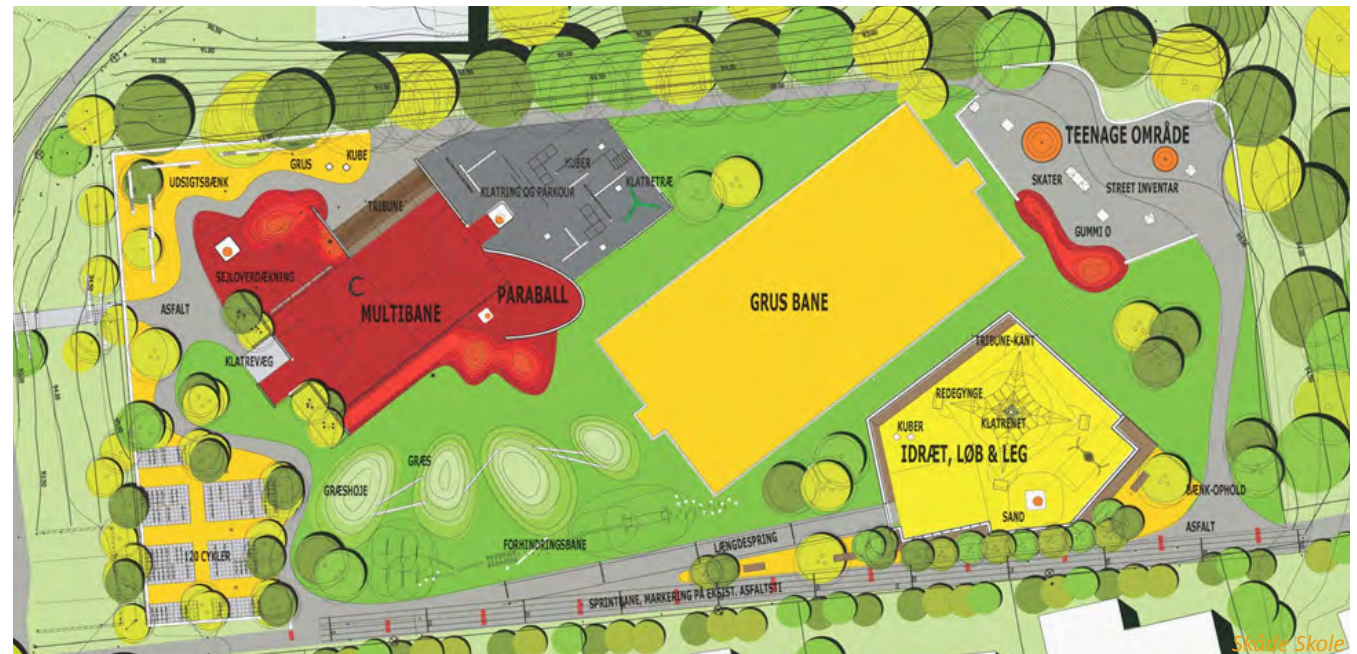 TEENAGE OMRÅDE
SKATER
STREET INVENTAR
GUMMI Ø
KUBE
GRUS
UDSIGTSBÆNK
KUBER
KLATRING OG PARKOUR
KLATRETRÆ
TRIBUNE
SEJLOVERDÆKNING
ASFALT
MULTIBANE
PARABALL
GRUS BANE
KLATREVÆG
TRIBUNE-KANT
REDEGYNGE
KLATRENET
KUBER
IDRÆT, LØB & LEG
GRÆS
GRÆSHØJE
SAND
BÆNK-OPHOLD
ASFALT
FORHINDRINGSBANE
LÆNGDESPRING
120 CYKLER
SPRINTBANE, MARKERING PÅ EKSIST. ASFALTSTI
Skåde Skole